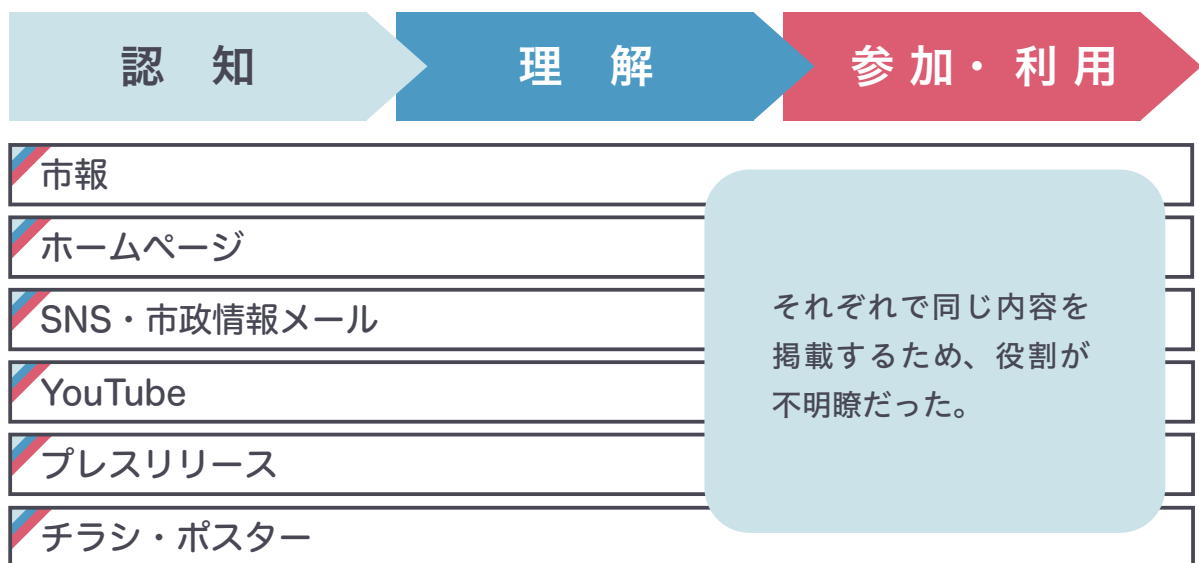 認知
理解
参加・利用
市報
ホームページ
SNS・市政情報メール
YouTube
プレスリリース
チラシ・ポスター
それぞれで同じ内容を
掲載するため、役割が
不明瞭だった。